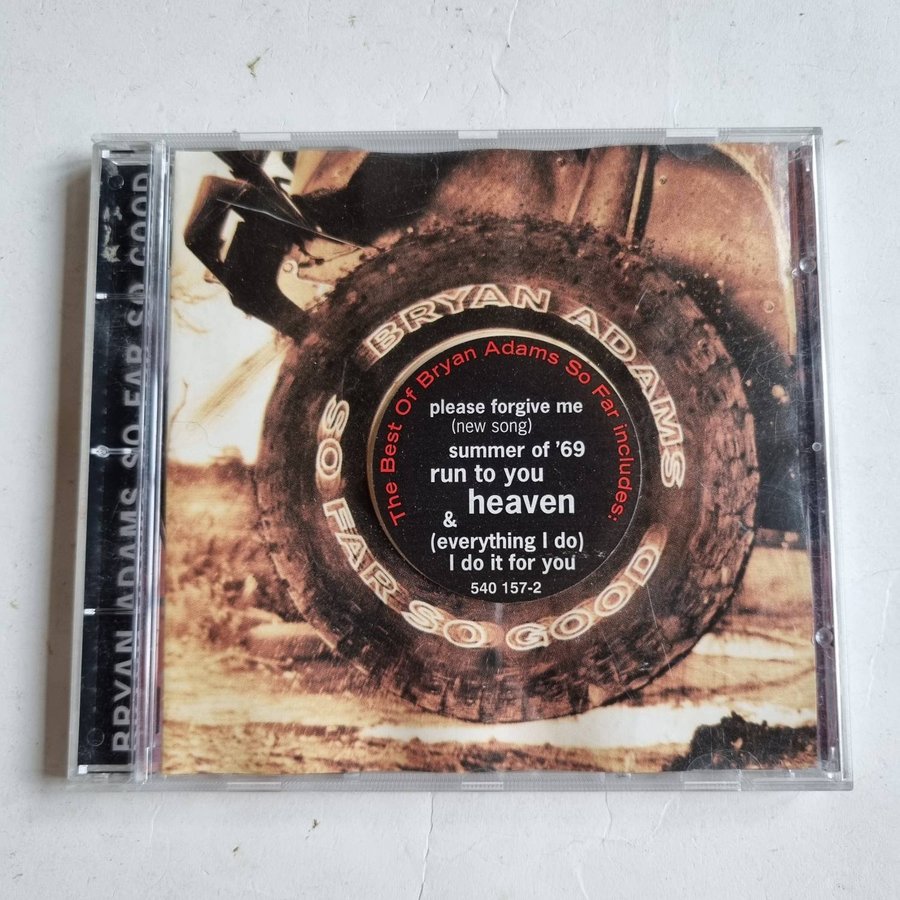 BRYAN ADAMS SO FAR SO GOOD
BRYAN ADAMS
SO FAR SO GOOD
The Best Of Bryan Adams So Far includes:
please forgive me
(new song)
summer of '69
run to you
heaven
&
(everything I do)
I do it for you
540 157-2